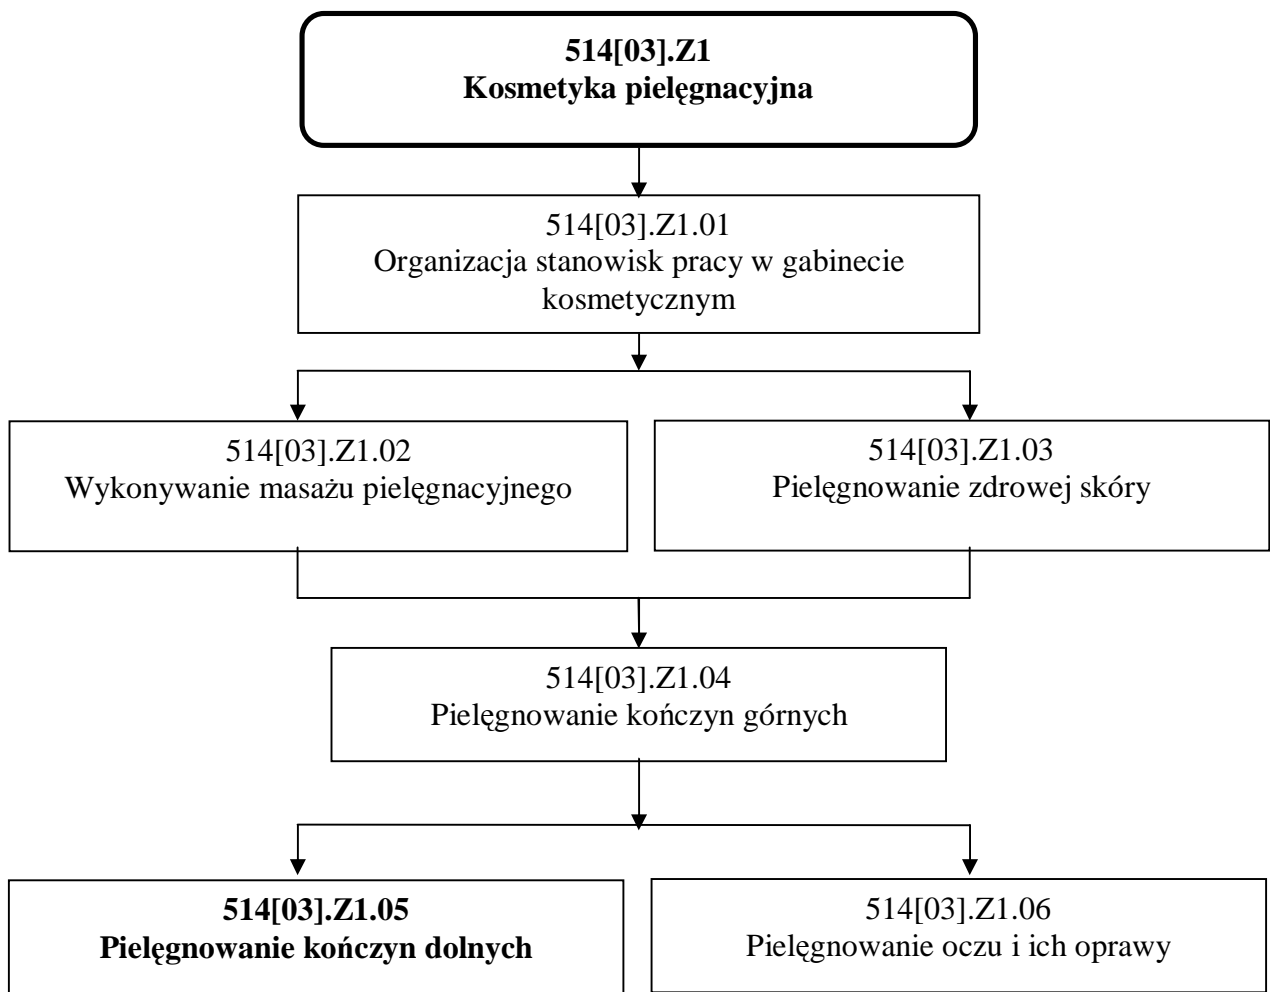 514[03].Z1
Kosmetyka pielęgnacyjna
514[03].Z1.01
Organizacja stanowisk pracy w gabinecie
kosmetycznym
514[03].Z1.02
Wykonywanie masażu pielęgnacyjnego
514[03].Z1.03
Pielęgnowanie zdrowej skóry
514[03].Z1.04
Pielęgnowanie kończyn górnych
514[03].Z1.05
Pielęgnowanie kończyn dolnych
514[03].Z1.06
Pielęgnowanie oczu i ich oprawy